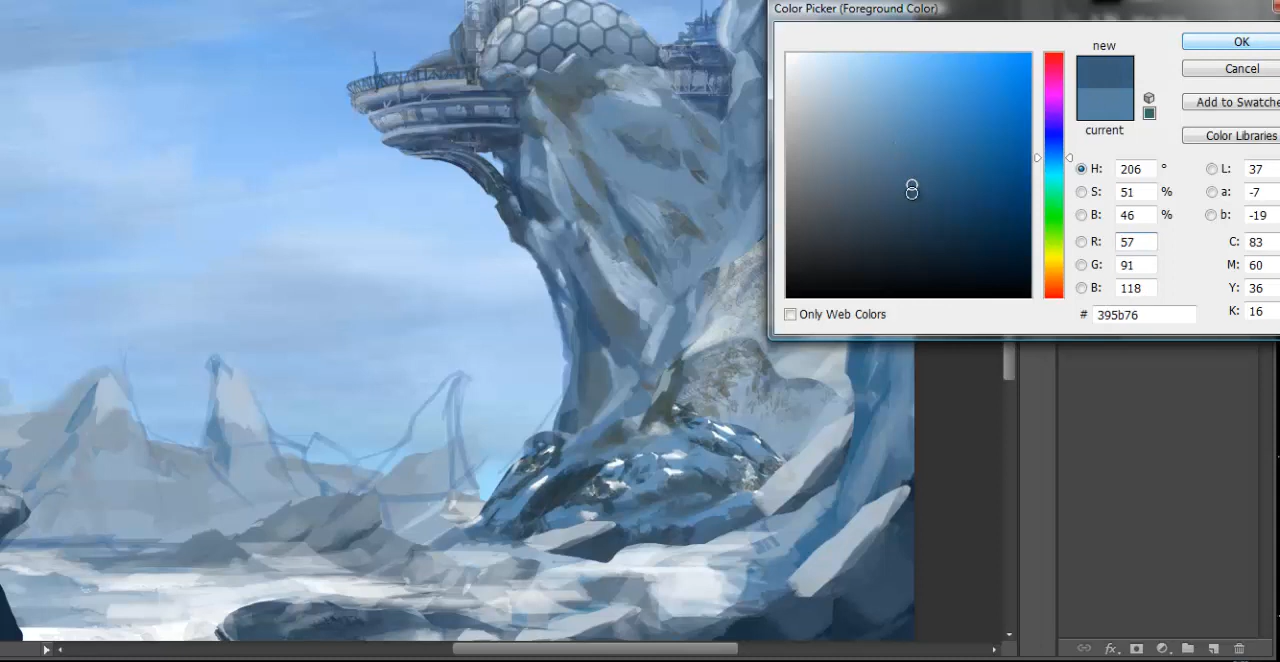 Color Picker (Foreground Color)
new
current
OK
Cancel
Add to Swatche
Color Libraries
H: 206 °
S: 51 %
B: 46 %
R: 57
G: 91
B: 118
# 395b76
L: 37
a: -7
b: -19
C: 83
M: 60
Y: 36
K: 16
Only Web Colors
fx